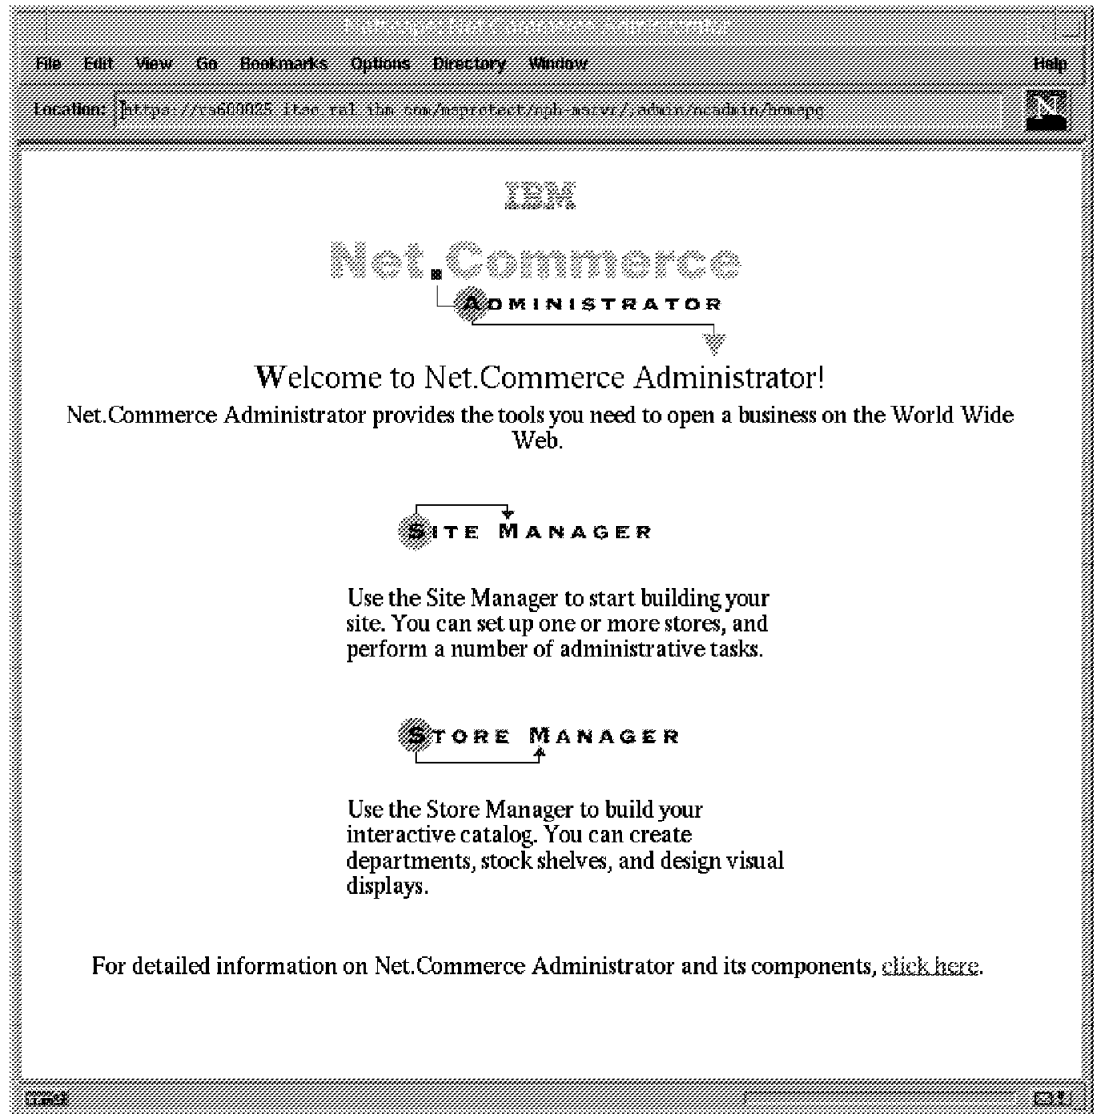 Netscape: Net.Commerce Administrator
File Edit View Go Bookmarks Options Directory Window Help
Location: N
IBM
Net.Commerce
ADMINISTRATOR
Welcome to Net.Commerce Administrator!
Net.Commerce Administrator provides the tools you need to open a business on the World Wide
Web.
SITE MANAGER
Use the Site Manager to start building your
site. You can set up one or more stores, and
perform a number of administrative tasks.
STORE MANAGER
Use the Store Manager to build your
interactive catalog. You can create
departments, stock shelves, and design visual
displays.
For detailed information on Net.Commerce Administrator and its components, click here.